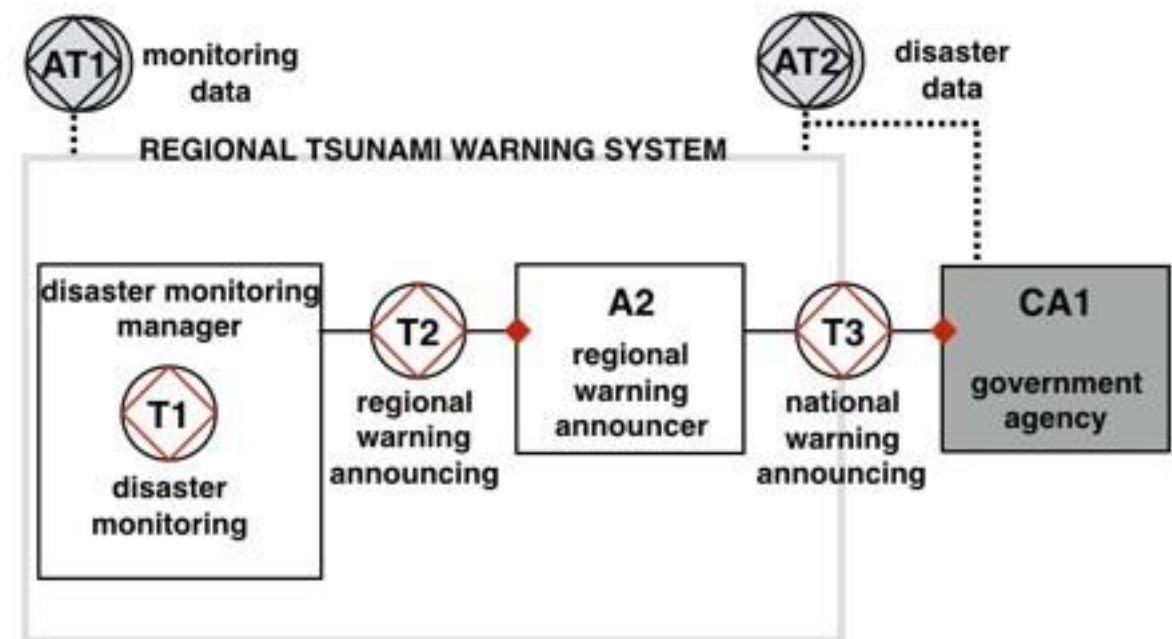 AT1
monitoring
data
AT2
disaster
data
REGIONAL TSUNAMI WARNING SYSTEM
disaster monitoring
manager
T1
disaster
monitoring
T2
regional
warning
announcing
A2
regional
warning
announcer
T3
national
warning
announcing
CA1
government
agency